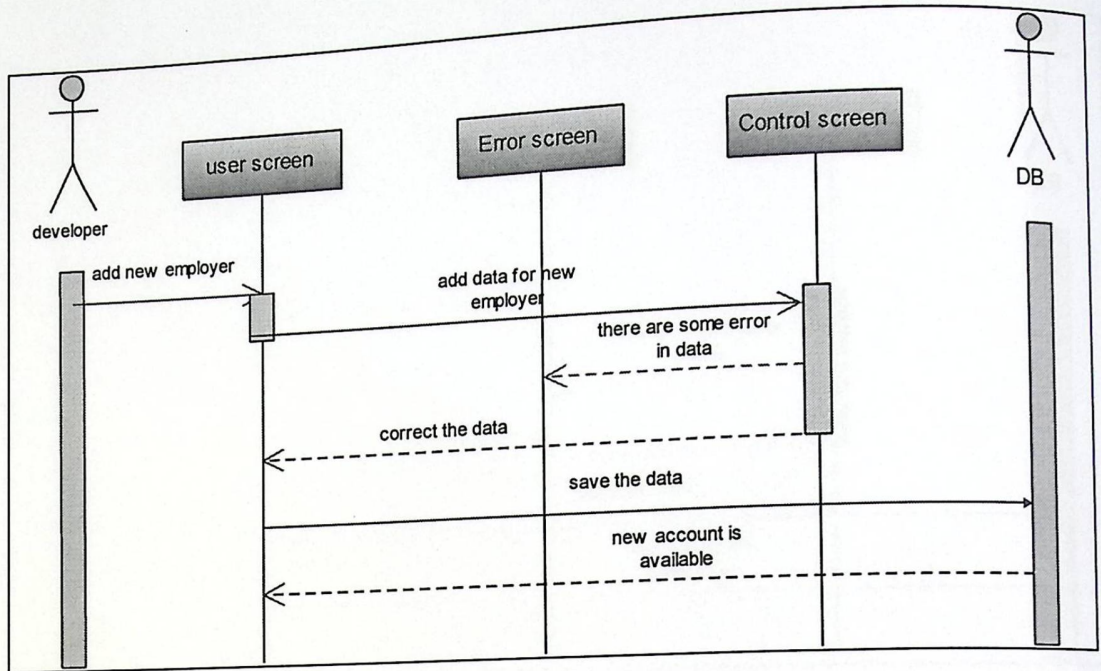 developer
user screen
Error screen
Control screen
DB
add new employer
add data for new
employer
there are some error
in data
correct the data
save the data
new account is
available